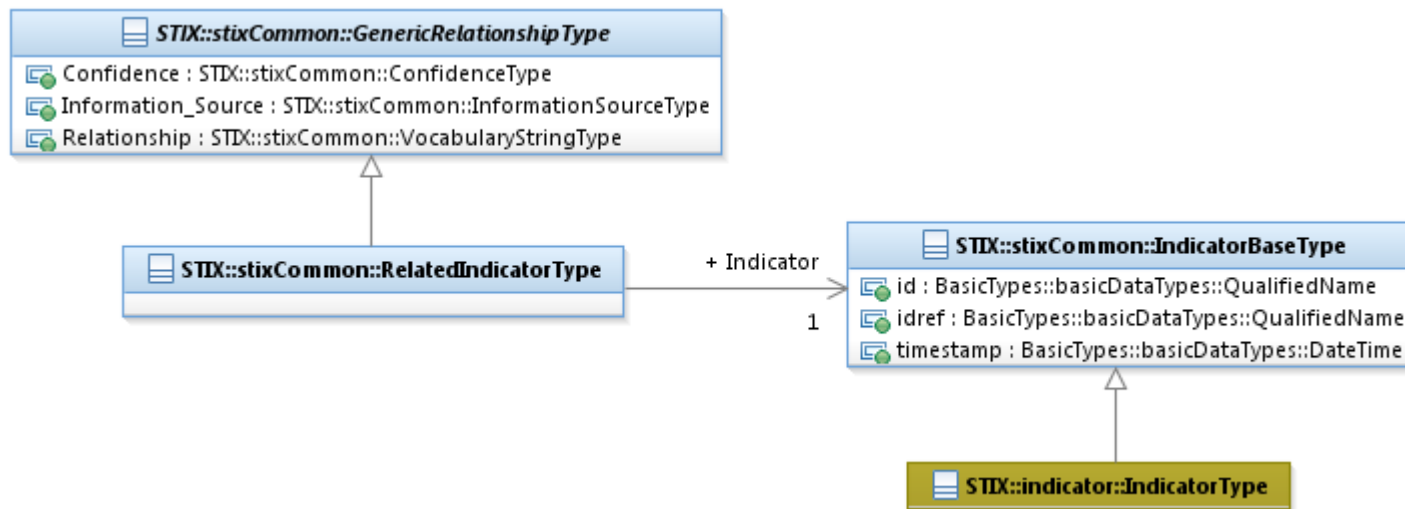 STIX::stixCommon::GenericRelationshipType
Confidence : STIX::stixCommon::ConfidenceType
Information_Source : STIX::stixCommon::InformationSourceType
Relationship : STIX::stixCommon::VocabularyStringType
STIX::stixCommon::RelatedIndicatorType
+ Indicator
1
STIX::stixCommon::IndicatorBaseType
id : BasicTypes::basicDataTypes::QualifiedName
idref : BasicTypes::basicDataTypes::QualifiedName
timestamp : BasicTypes::basicDataTypes::DateTime
STIX::indicator::IndicatorType